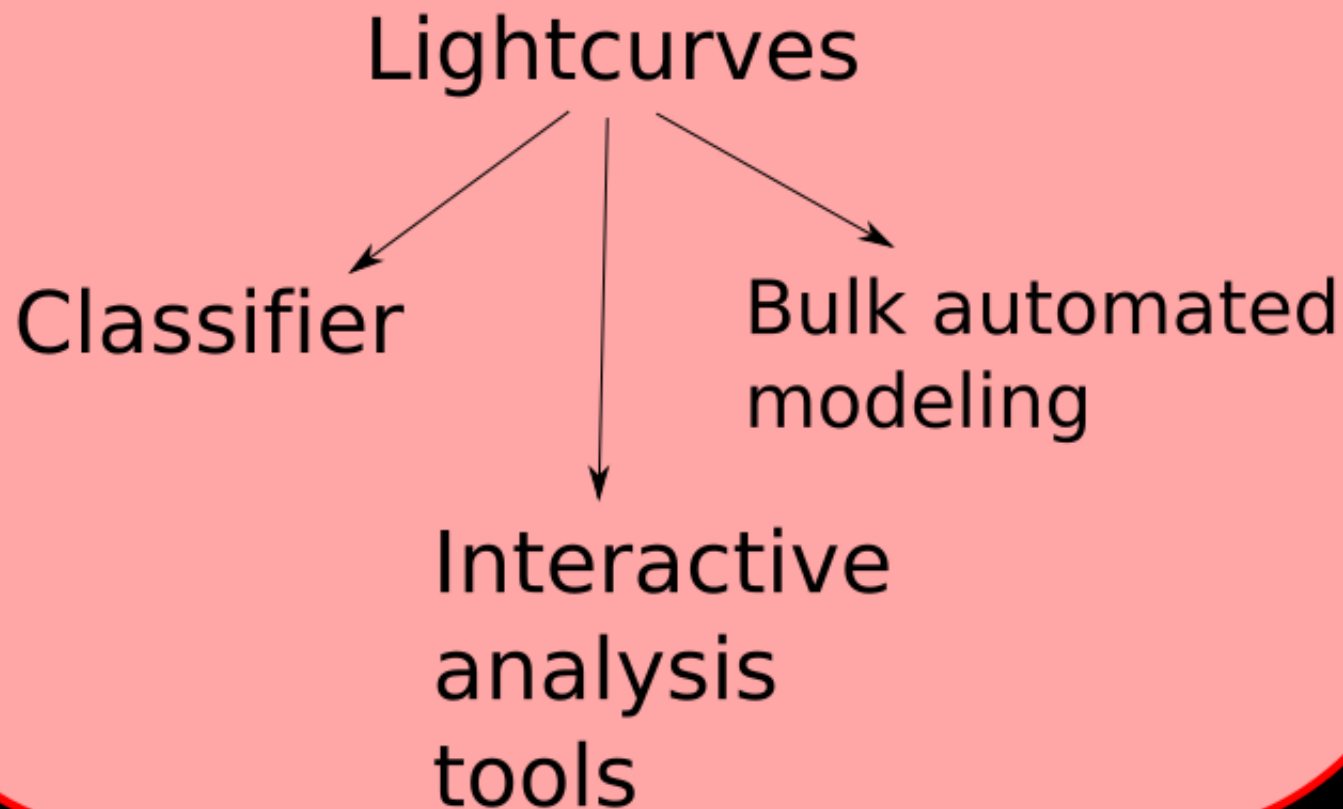 Lightcurves
Classifier
Bulk automated
modeling
Interactive
analysis
tools